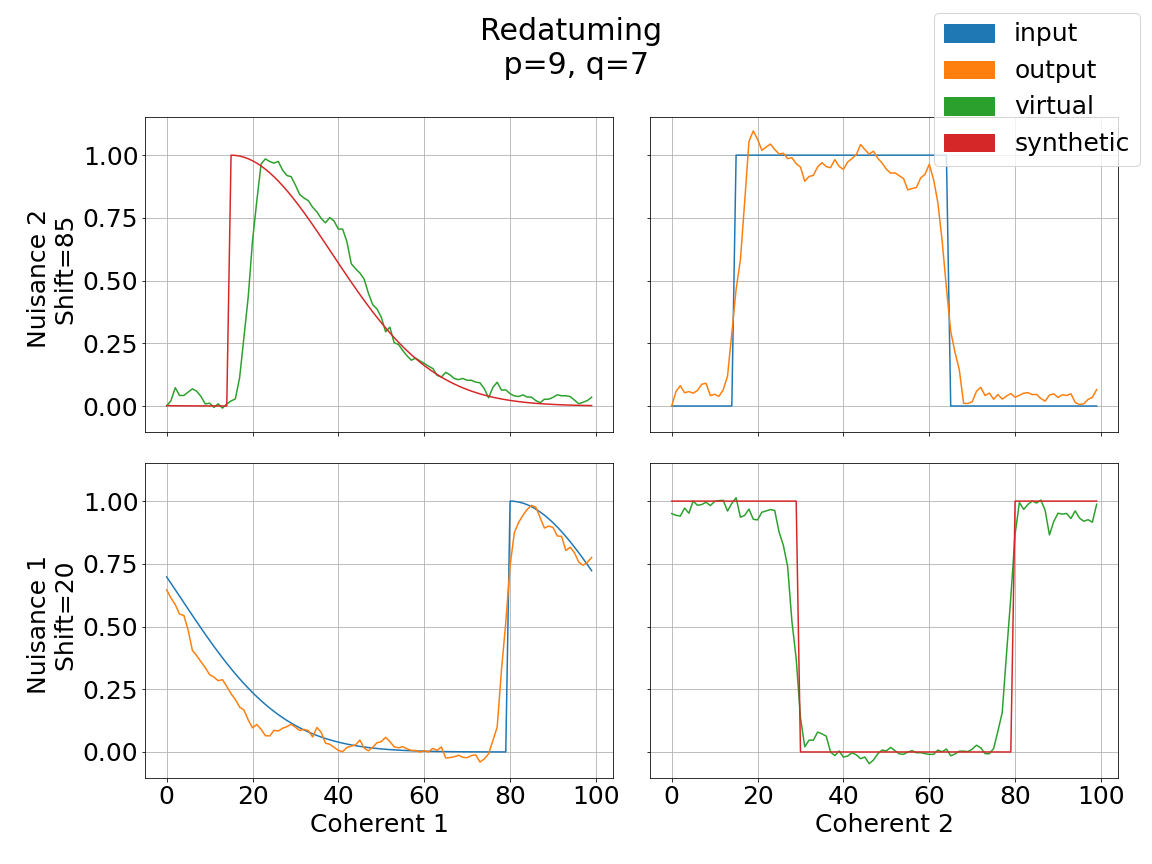 Redatuming
p=9, q=7
input
output
virtual
synthetic
Nuisance 2
Shift=85
1.00
0.75
0.50
0.25
0.00
Nuisance 1
Shift=20
1.00
0.75
0.50
0.25
0.00
0 20 40 60 80 100
0 20 40 60 80 100
Coherent 1
Coherent 2